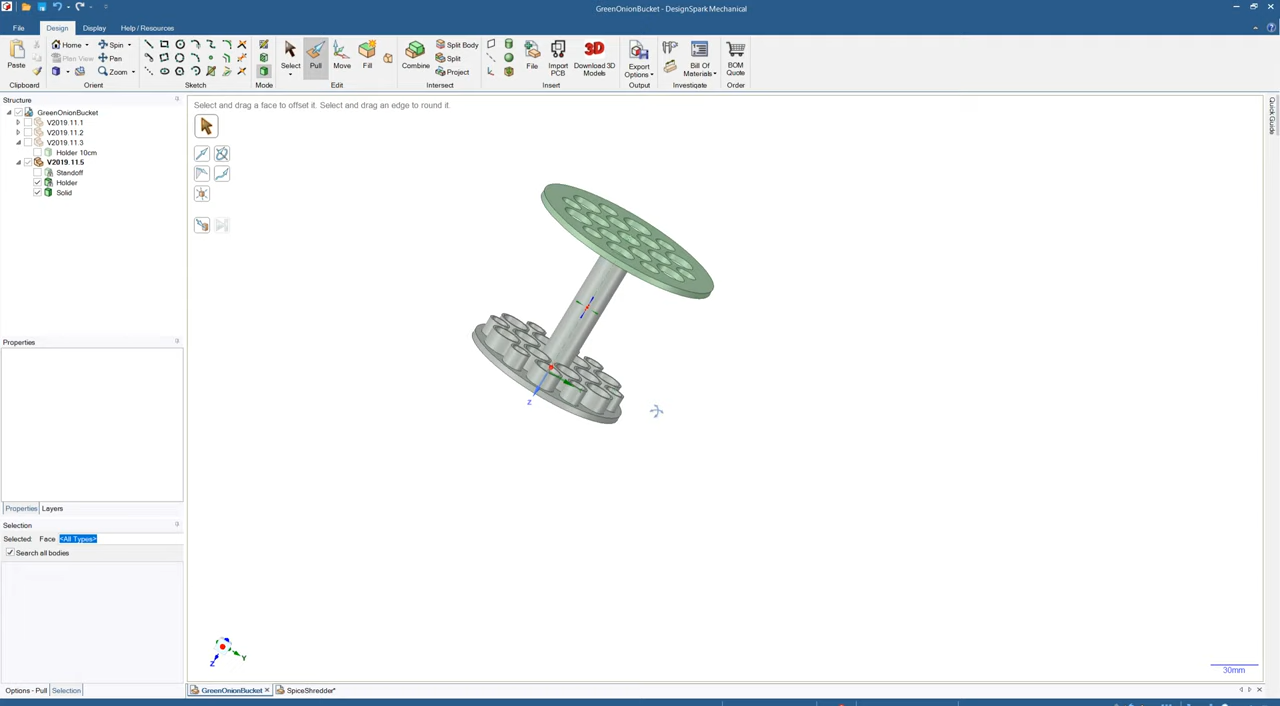 GreenOnionBucket - DesignSpark Mechanical
File Design Display Help / Resources
Home Spin
Plan View Pan
Zoom
Paste
Select Pull Move Fill
Combine
Split Body
Split
Project
File Import PCB Download 3D Models
Export Options
Bill Of Materials
BOM Quote
Clipboard Orient Sketch Mode Edit Intersect Insert Output Investigate Order
Structure
Select and drag a face to offset it. Select and drag an edge to round it.
Quick Guide
GreenOnionBucket
V2019.11.1
V2019.11.2
V2019.11.3
Holder 10cm
V2019.11.5
Standoff
Holder
Solid
Z
Properties
Properties Layers
Selection
Selected: Face <All Types>
Search all bodies
Z Y
30mm
Options - Pull Selection
GreenOnionBucket SpiceShredder*